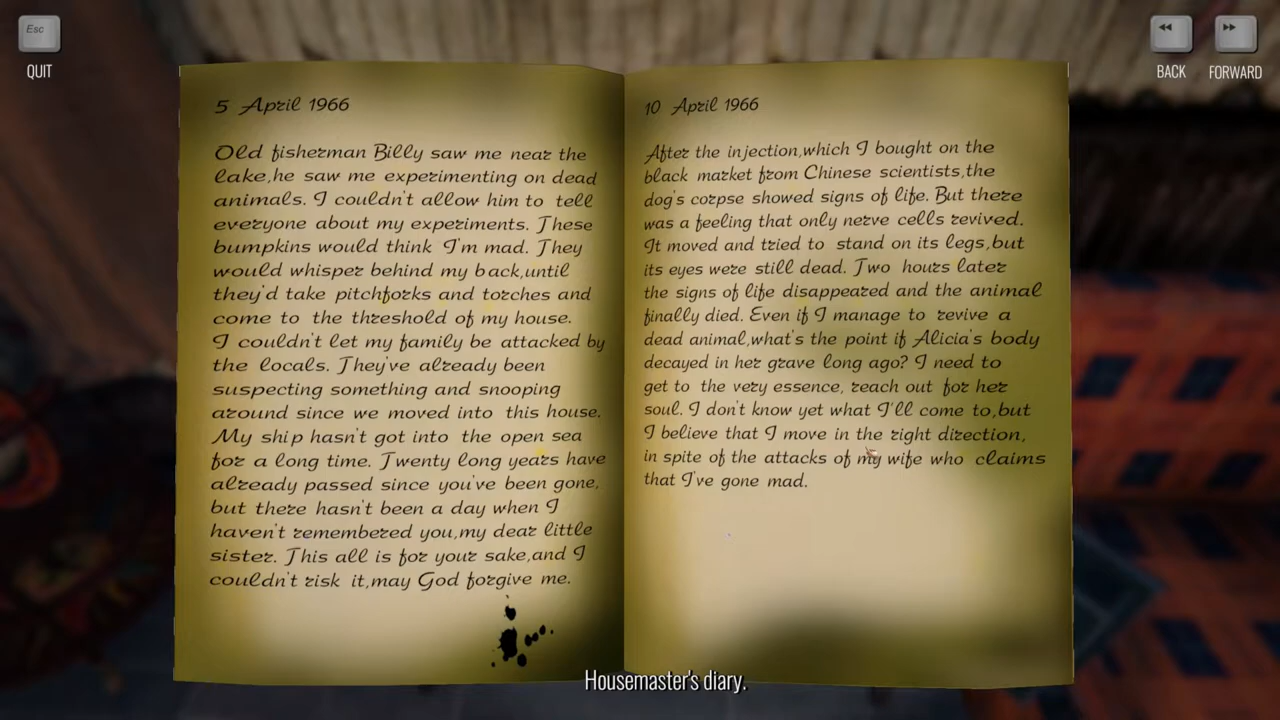 Esc
QUIT
BACK
FORWARD
5 April 1966
Old fisherman Billy saw me near the
lake,he saw me experimenting on dead
animals. I couldn't allow him to tell
everyone about my experiments. These
bumpkins would think I'm mad. They
would whisper behind my back,until
they'd take pitchforks and torches and
come to the threshold of my house.
I couldn't let my family be attacked by
the locals. They've already been
suspecting something and snooping
around since we moved into this house.
My ship hasn't got into the open sea
for a long time. Twenty long years have
already passed since you've been gone,
but there hasn't been a day when I
haven't remembered you,my dear little
sister. This all is for your sake,and I
couldn't risk it,may God forgive me.
10 April 1966
After the injection,which I bought on the
black market from Chinese scientists,the
dog's corpse showed signs of life. But there
was a feeling that only nerve cells revived.
It moved and tried to stand on its legs,but
its eyes were still dead. Two hours later
the signs of life disappeared and the animal
finally died. Even if I manage to revive a
dead animal,what's the point if Alicia's body
decayed in her grave long ago? I need to
get to the very essence, reach out for her
soul. I don't know yet what I'll come to,but
I believe that I move in the right direction,
in spite of the attacks of my wife who claims
that I've gone mad.
Housemaster's diary.